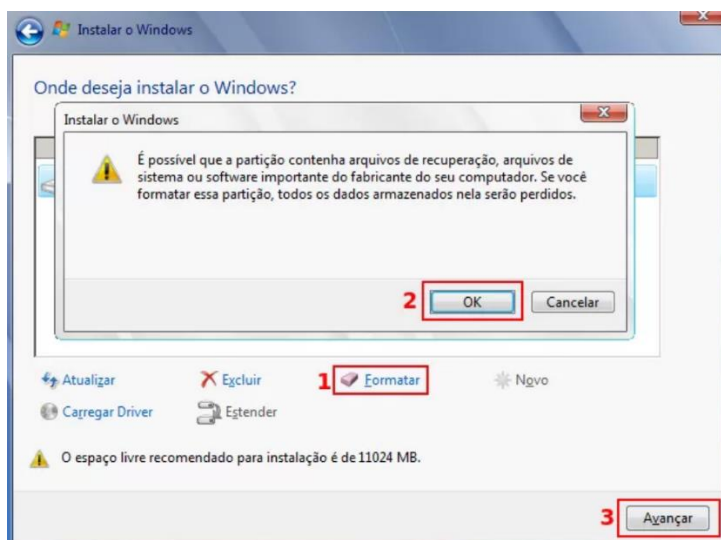 Instalar o Windows
Onde deseja instalar o Windows?
Instalar o Windows
É possível que a partição contenha arquivos de recuperação, arquivos de
sistema ou software importante do fabricante do seu computador. Se você
formatar essa partição, todos os dados armazenados nela serão perdidos.
2 OK Cancelar
Atualizar Excluir 1 Formatar Novo
Carregar Driver Estender
O espaço livre recomendado para instalação é de 11024 MB.
3 Avançar